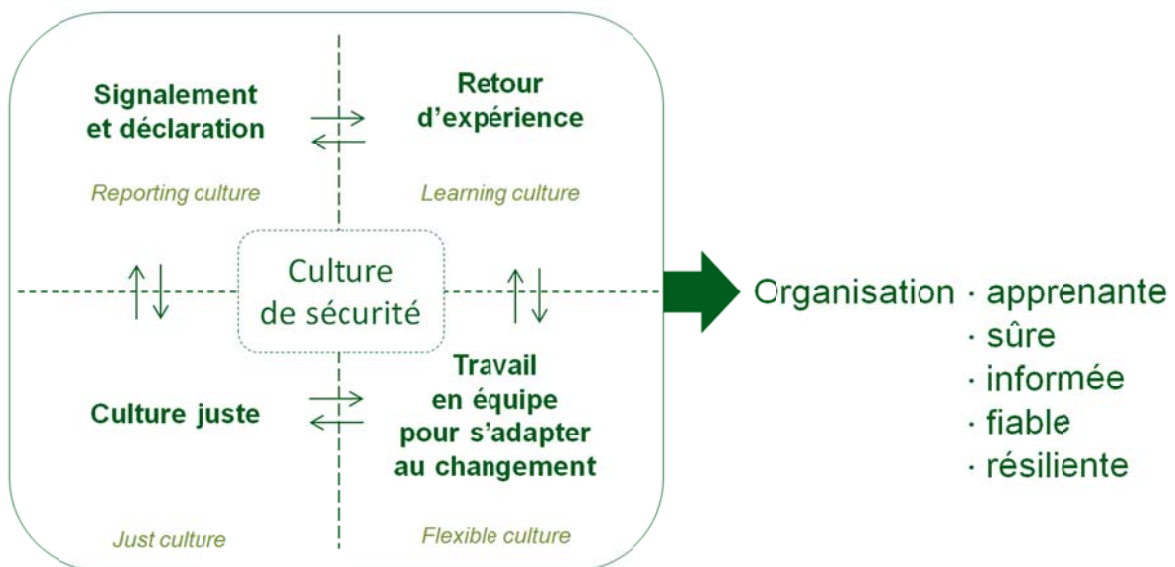 Signalement
et déclaration
Reporting culture
Retour
d'expérience
Learning culture
Culture
de sécurité
Culture juste
Just culture
Travail
en équipe
pour s'adapter
au changement
Flexible culture
Organisation · apprenante
· sûre
· informée
· fiable
· résiliente